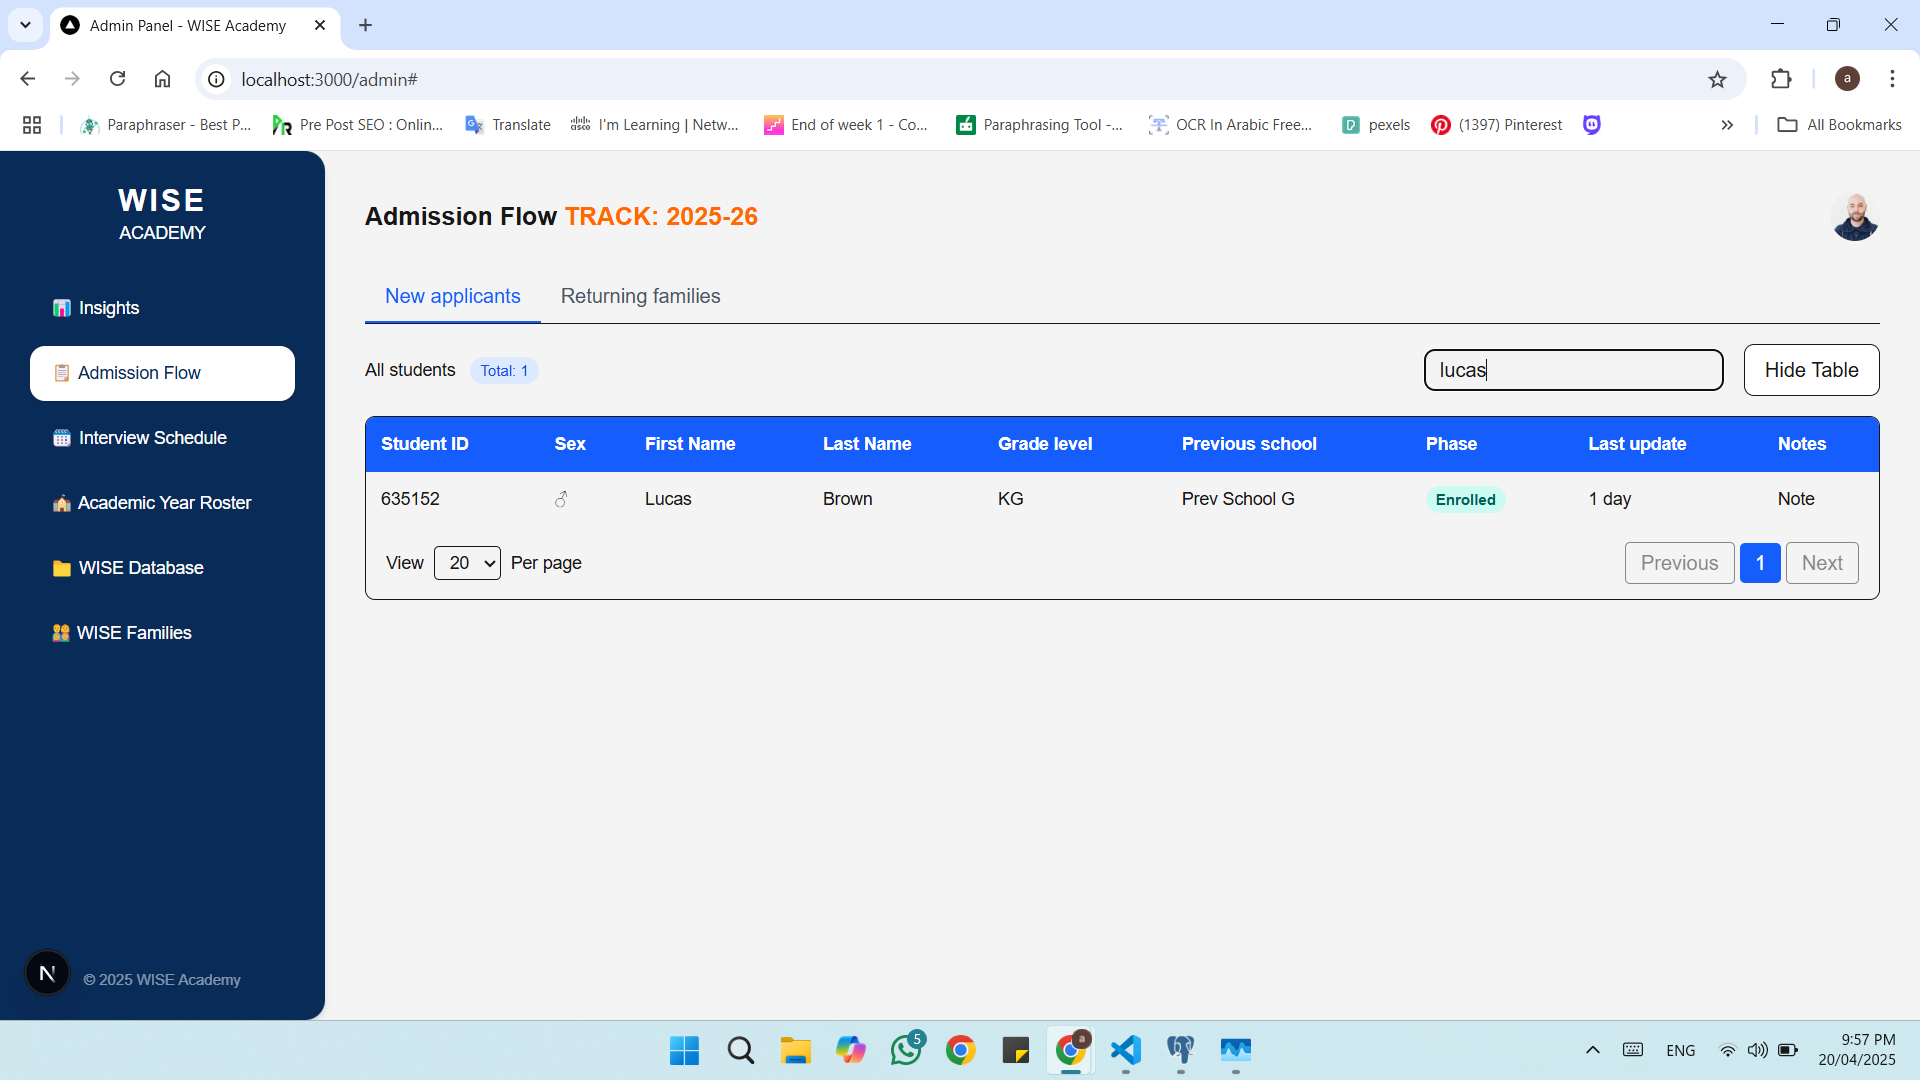 Admin Panel - WISE Academy
localhost:3000/admin#
a
Paraphraser - Best P...
Pre Post SEO : Onlin...
Translate
I'm Learning | Netw...
End of week 1 - Co...
Paraphrasing Tool -...
OCR In Arabic Free...
pexels
(1397) Pinterest
All Bookmarks
WISE
ACADEMY
Insights
Admission Flow
Interview Schedule
Academic Year Roster
WISE Database
WISE Families
N
© 2025 WISE Academy
Admission Flow TRACK: 2025-26
New applicants
Returning families
All students
Total: 1
lucas
Hide Table
Student ID Sex First Name Last Name Grade level Previous school Phase Last update Notes
635152 ♂ Lucas Brown KG Prev School G Enrolled 1 day Note
View 20 Per page
Previous 1 Next
5
a
ENG
9:57 PM
20/04/2025